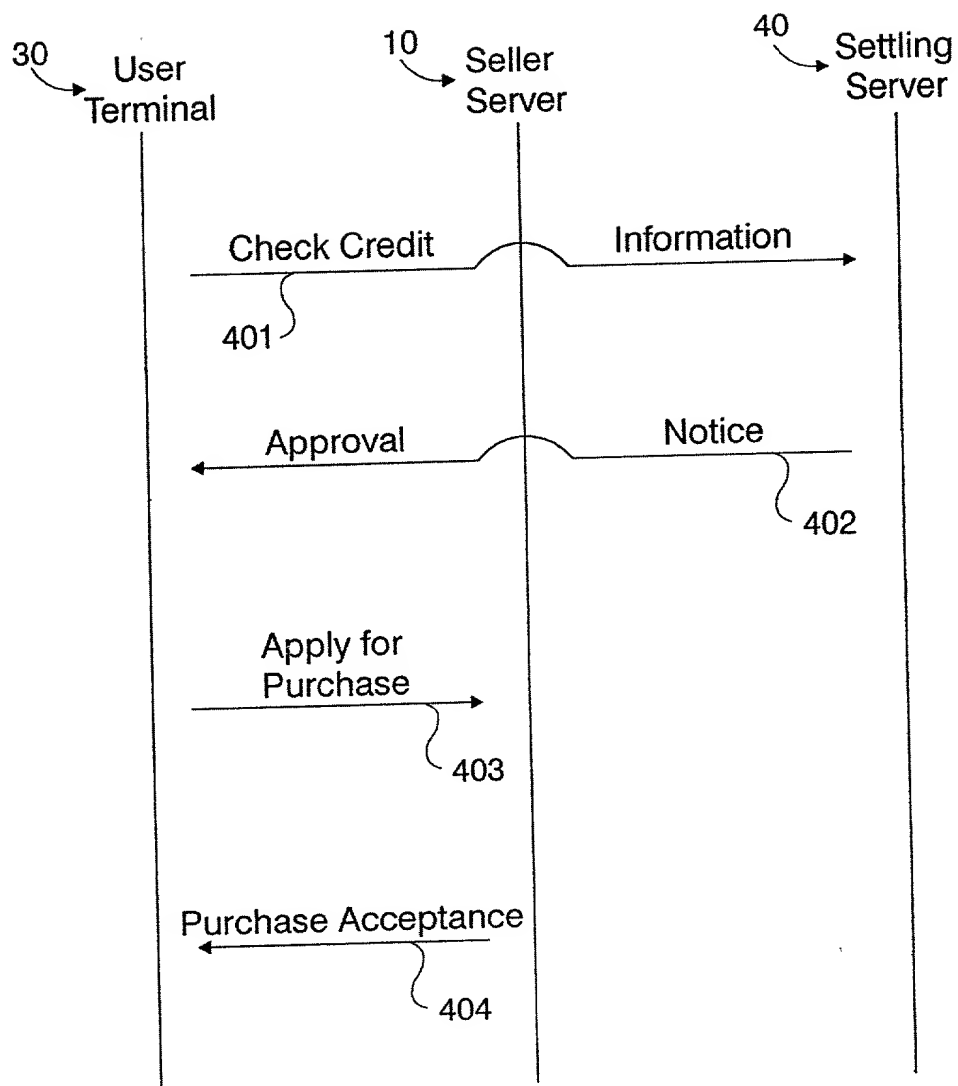 30
User
Terminal
10
Seller
Server
40
Settling
Server
Check Credit
Information
401
Approval
Notice
402
Apply for
Purchase
403
Purchase Acceptance
404